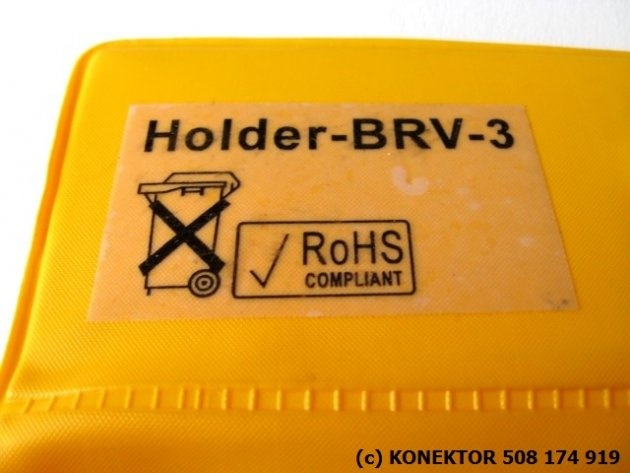 Holder-BRV-3
RoHS
COMPLIANT
(c) KONEKTOR 508 174 919